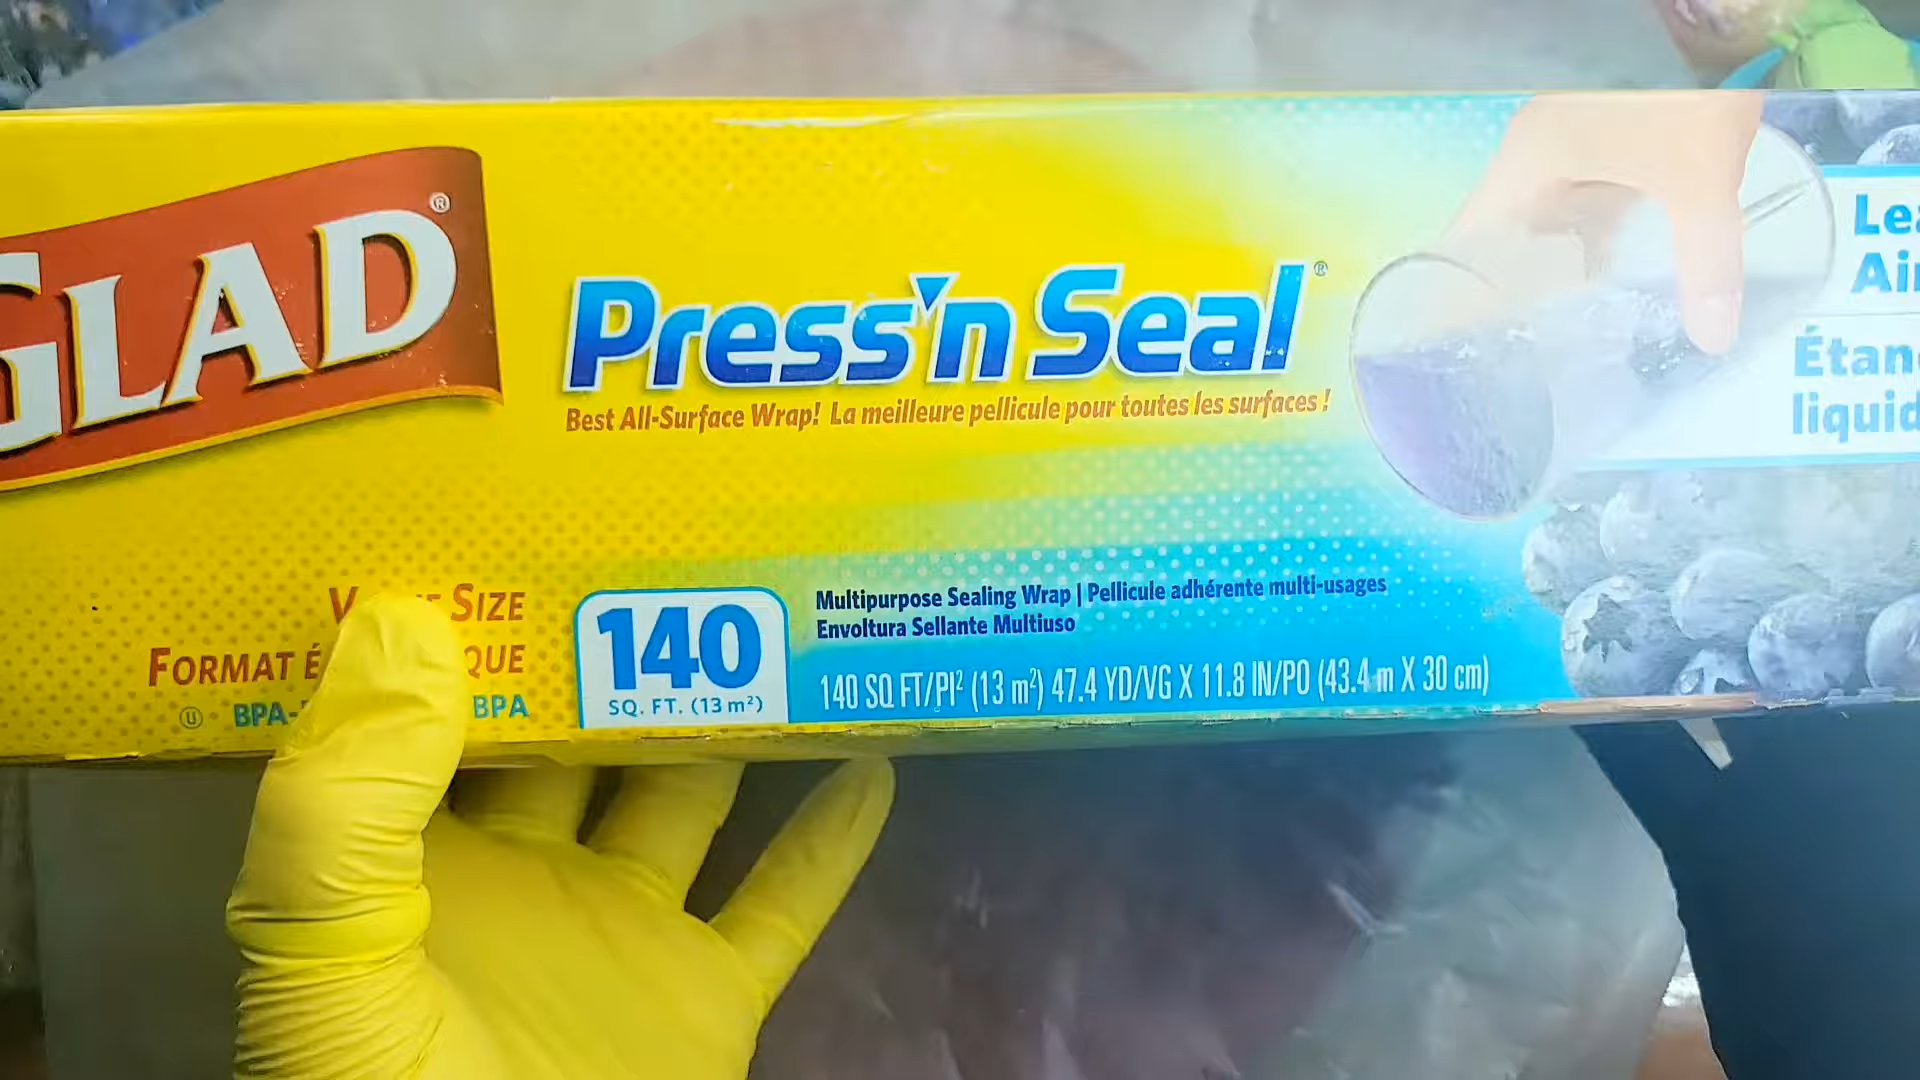 GLAD®
Press'n Seal®
Best All-Surface Wrap! La meilleure pellicule pour toutes les surfaces!
SIZE
FORMAT
BPA
140
SQ. FT. (13 m²)
Multipurpose Sealing Wrap | Pellicule adhérente multi-usages
Envoltura Sellante Multiuso
140 SQ FT/PI² (13 m²) 47.4 YD/VG X 11.8 IN/PO (43.4 m X 30 cm)